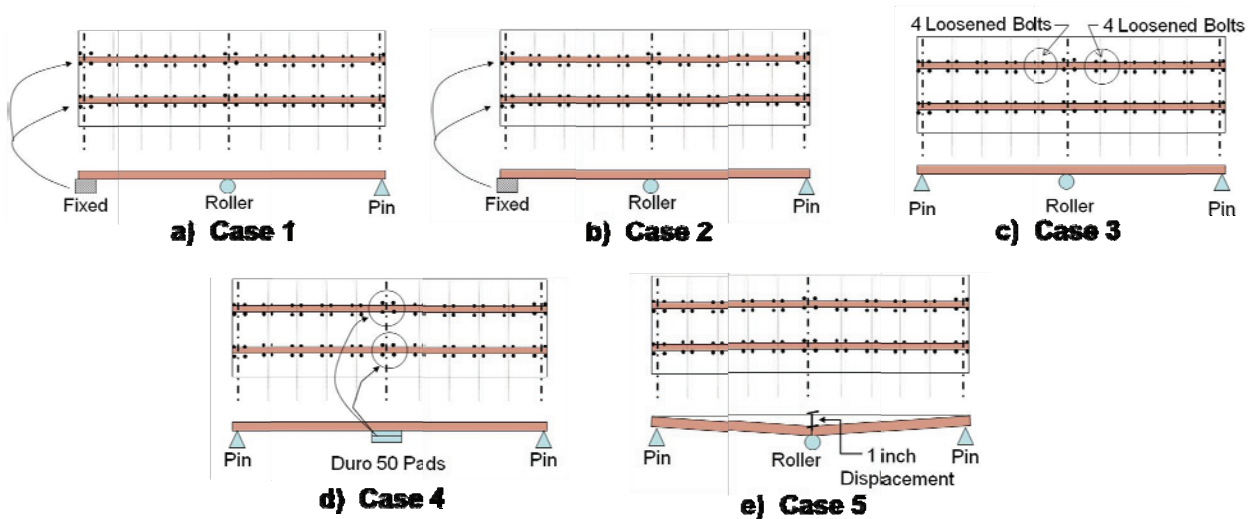 4 Loosened Bolts 4 Loosened Bolts
Fixed Roller Pin
a) Case 1
Fixed Roller Pin
b) Case 2
Pin Roller Pin
c) Case 3
Pin Duro 50 Pads Pin
d) Case 4
Pin Roller Pin
1 inch
Displacement
e) Case 5